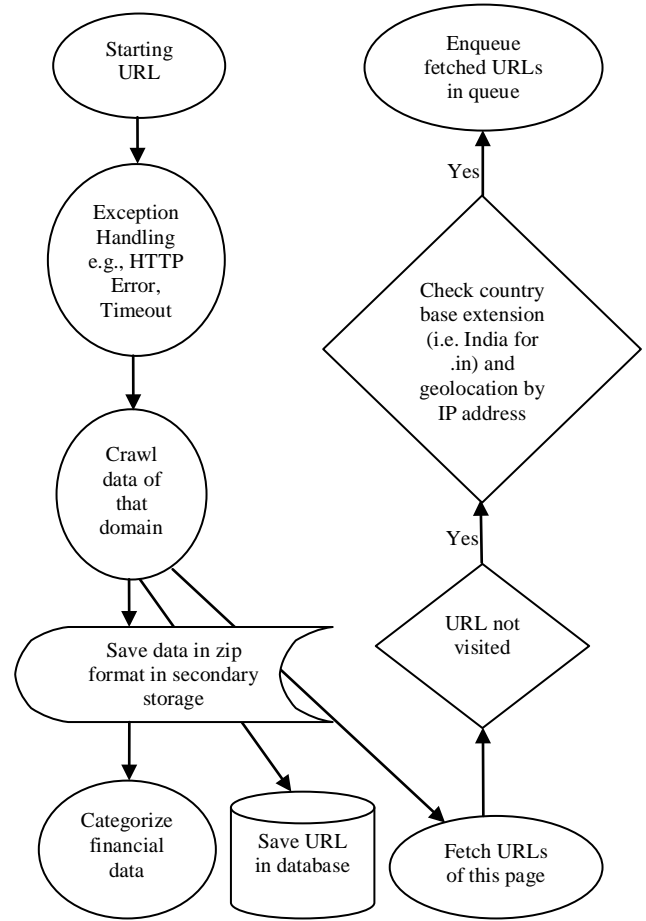 Starting
URL
Exception
Handling
e.g., HTTP
Error,
Timeout
Crawl
data of
that
domain
Save data in zip
format in secondary
storage
Categorize
financial
data
Save URL
in database
Fetch URLs
of this page
URL not
visited
Yes
Check country
base extension
(i.e. India for
.in) and
geolocation by
IP address
Yes
Enqueue
fetched URLs
in queue